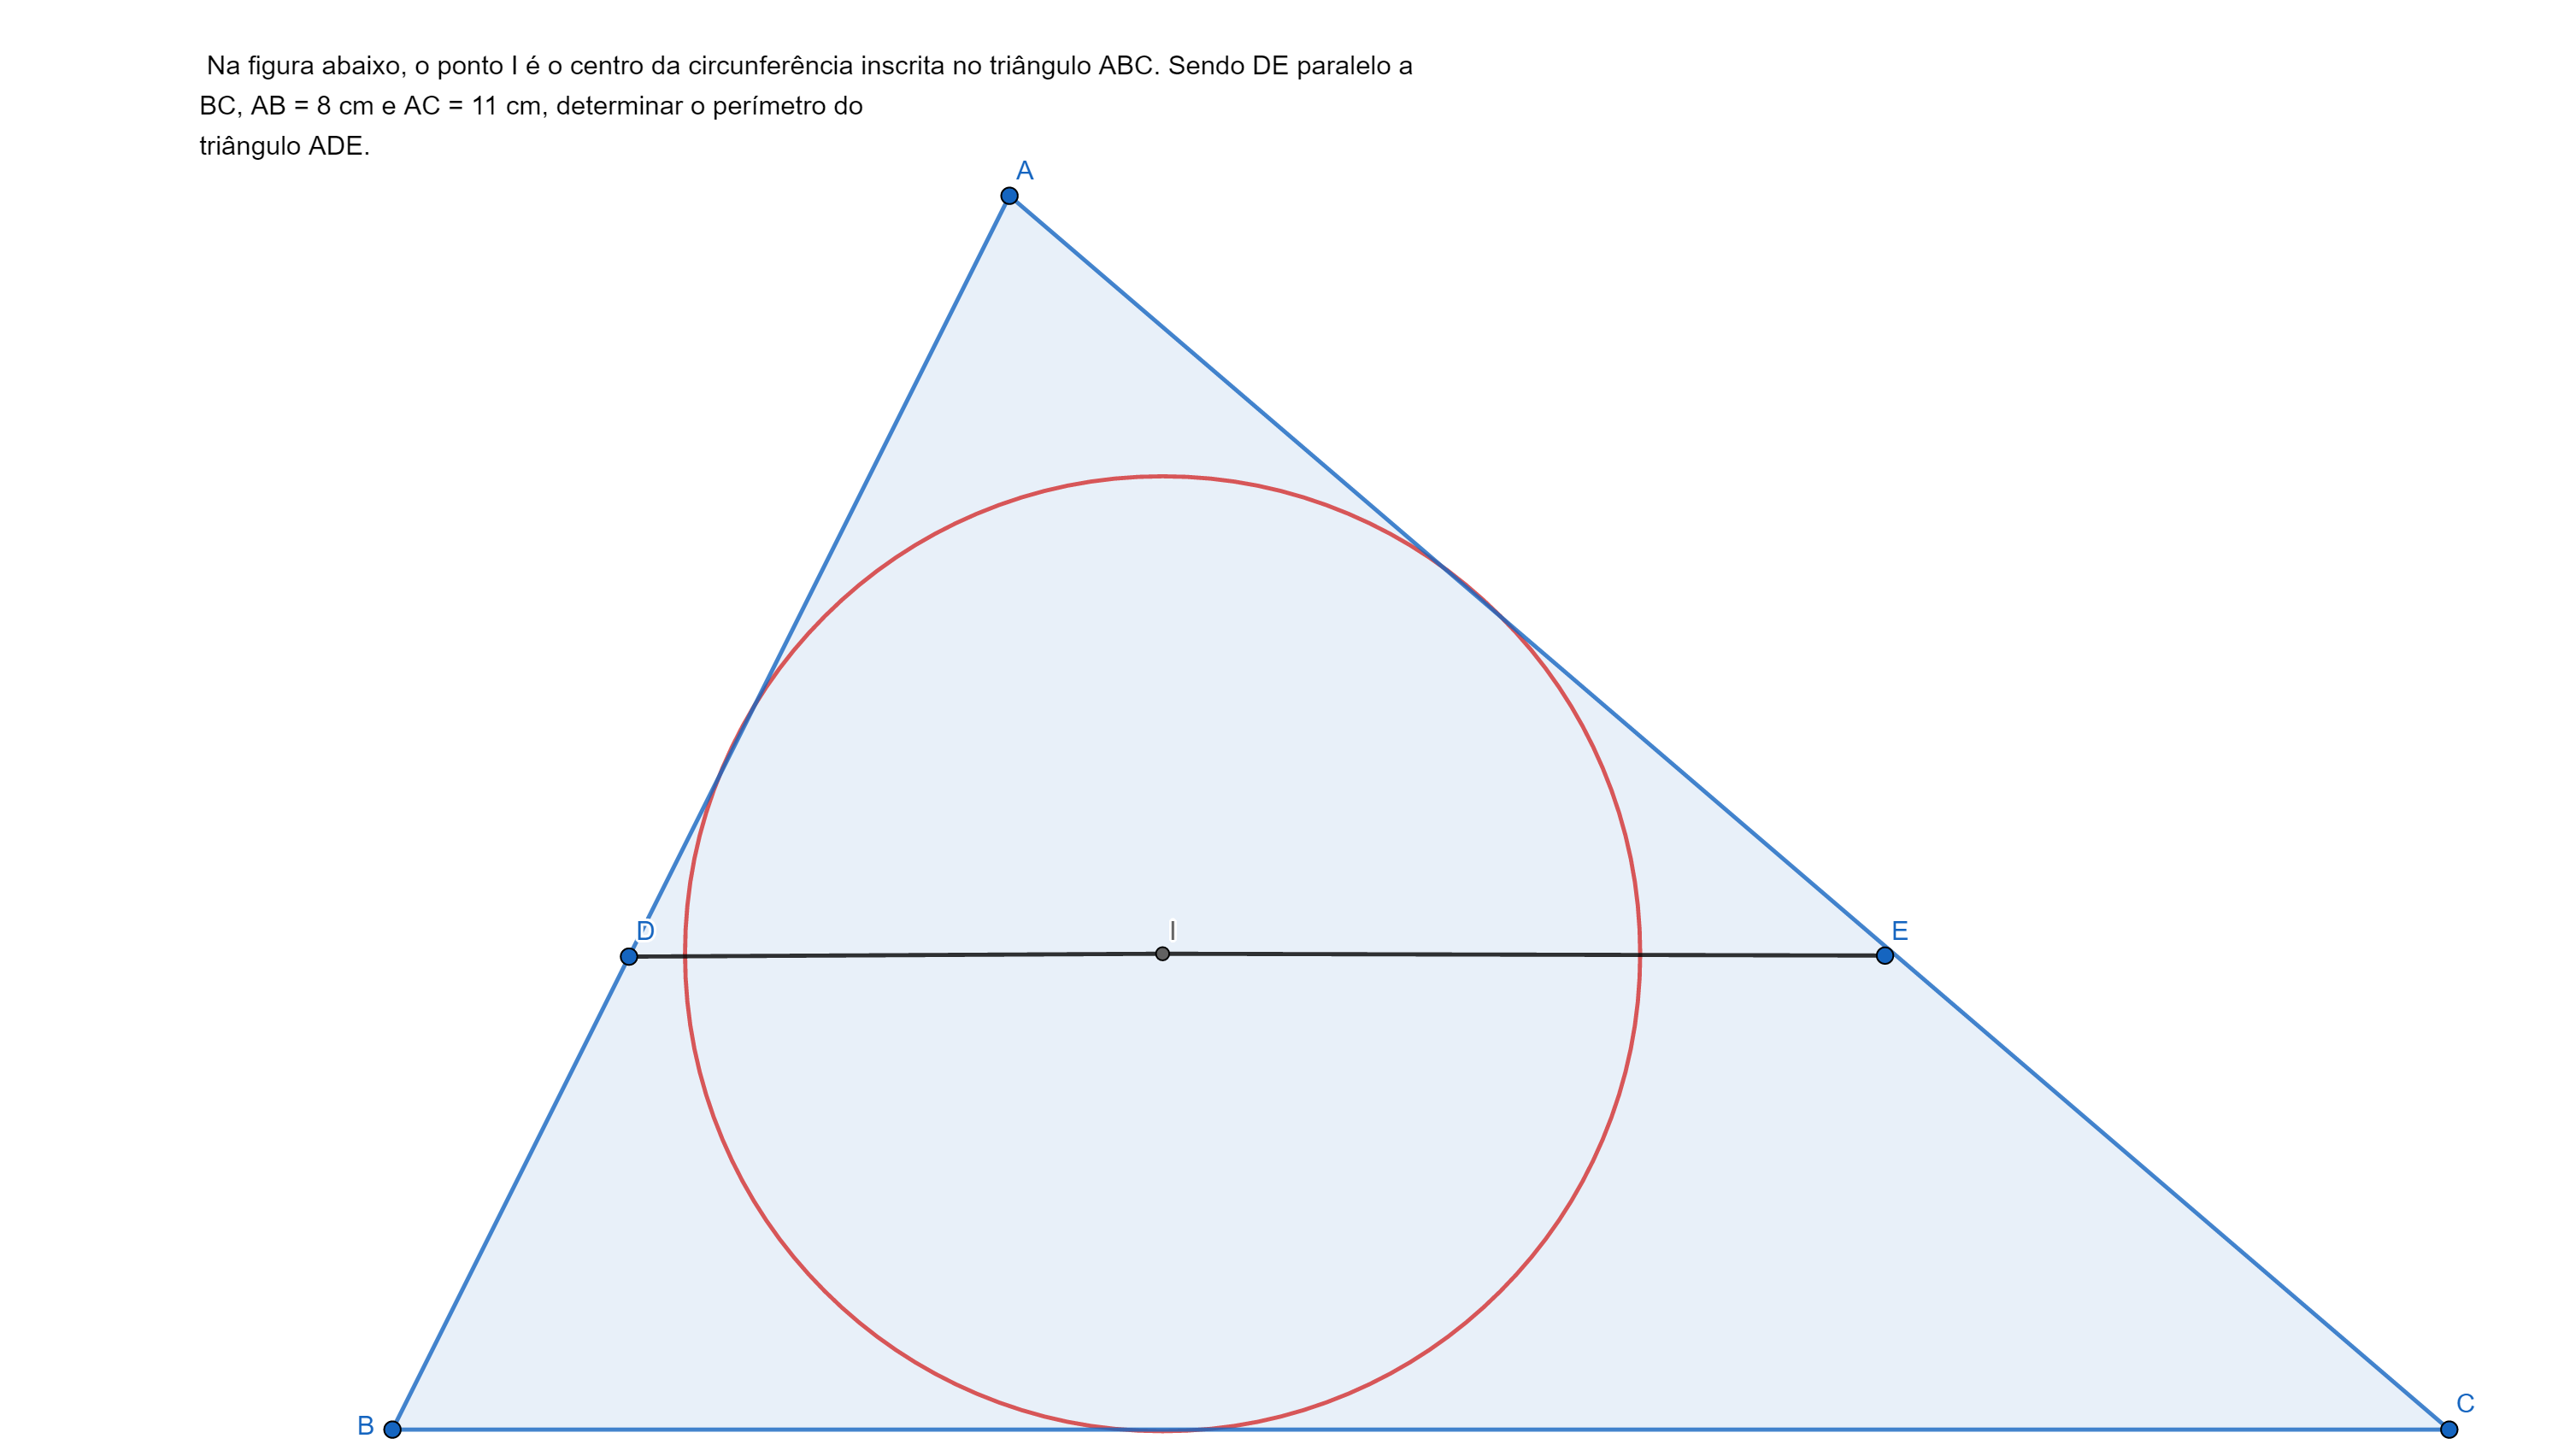 Na figura abaixo, o ponto I é o centro da circunferência inscrita no triângulo ABC. Sendo DE paralelo a
BC, AB = 8 cm e AC = 11 cm, determinar o perímetro do
triângulo ADE.
A
D
I
E
B
C